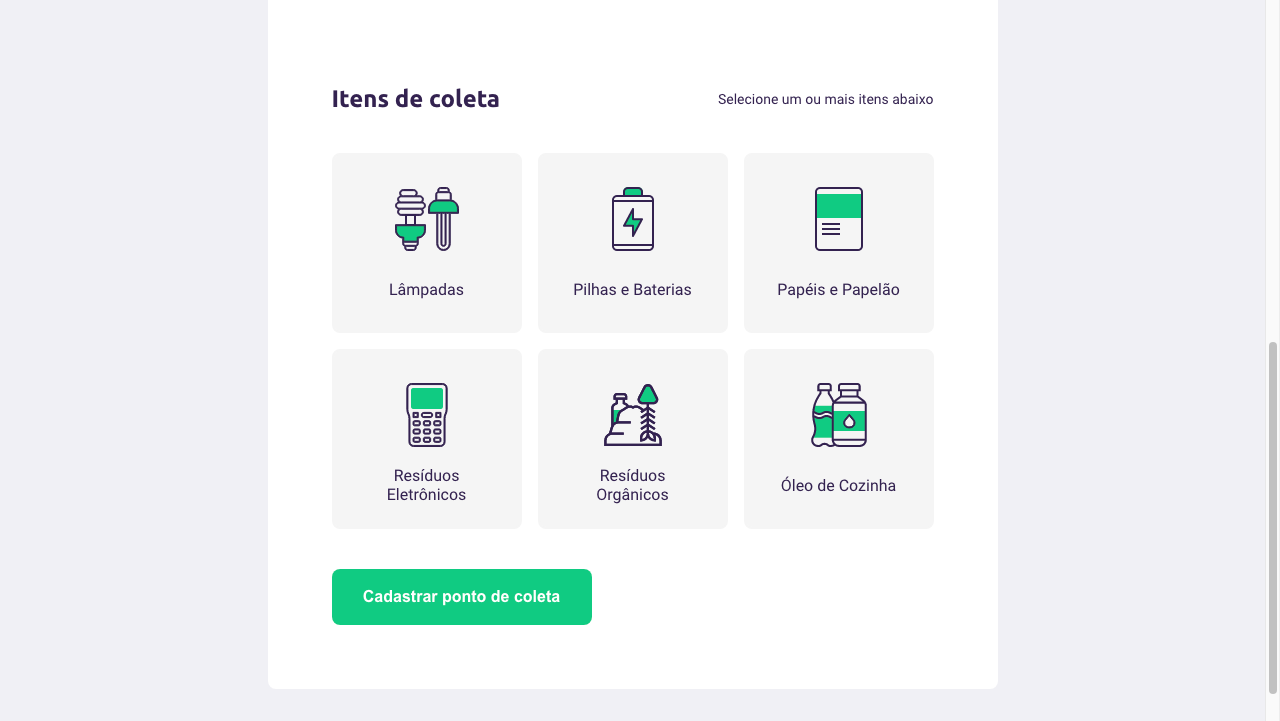 Itens de coleta
Selecione um ou mais itens abaixo
Lâmpadas
Pilhas e Baterias
Papéis e Papelão
Resíduos
Eletrônicos
Resíduos
Orgânicos
Óleo de Cozinha
Cadastrar ponto de coleta